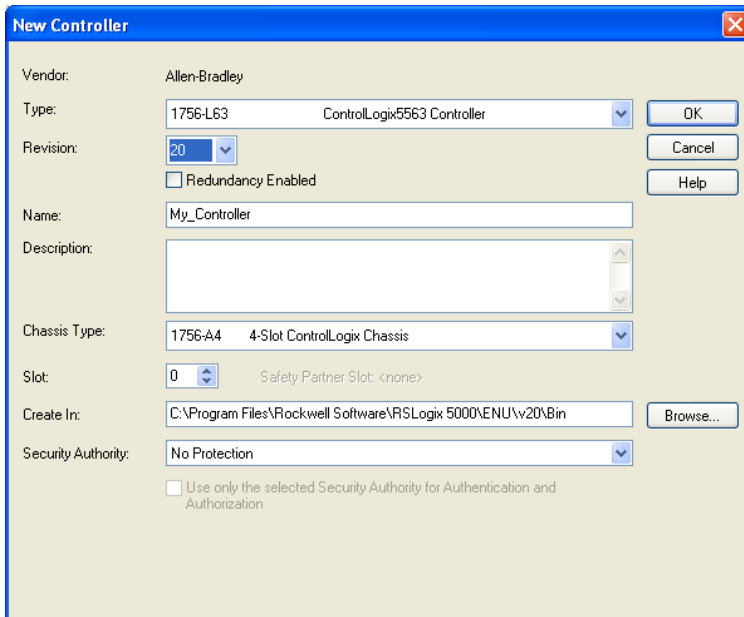 New Controller
Vendor: Allen-Bradley
Type: 1756-L63 ControlLogix5563 Controller OK
Revision: 20 Cancel
Redundancy Enabled Help
Name: My_Controller
Description:
Chassis Type: 1756-A4 4-Slot ControlLogix Chassis
Slot: 0 Safety Partner Slot: <none>
Create In: C:\Program Files\Rockwell Software\RSLogix 5000\ENU\v20\Bin Browse...
Security Authority: No Protection
Use only the selected Security Authority for Authentication and
Authorization